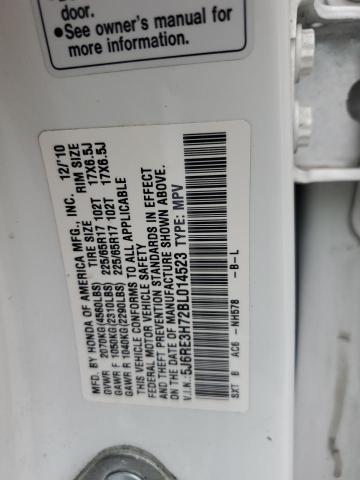 door.
•See owner's manual for
more information.
MFD. BY HONDA OF AMERICA MFG., INC. 12/'10
TIRE SIZE RIM SIZE
GVWR 2070KG(4560LBS) 225/65R17 102T 17X6.5J
GAWR F 1050KG(2310LBS) 225/65R17 102T 17X6.5J
GAWR R 1040KG(2290LBS)
THIS VEHICLE CONFORMS TO ALL APPLICABLE
FEDERAL MOTOR VEHICLE SAFETY STANDARDS IN EFFECT
ON THE DATE OF MANUFACTURE SHOWN ABOVE.
V.I.N.:5J6RE3H72BL014523 TYPE: MPV
SXT B AC6 -NH578 -B-L